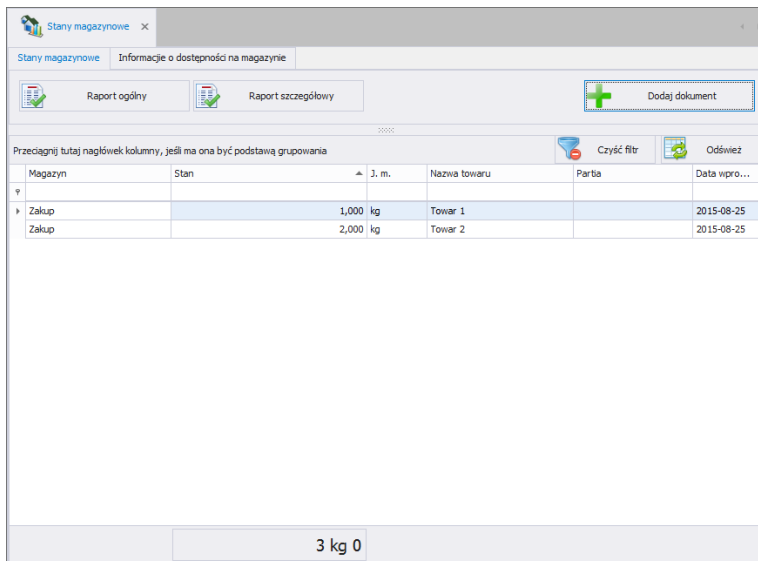 Stany magazynowe
Stany magazynowe Informacjie o dostępności na magazynie
Raport ogólny Raport szczegółowy Dodaj dokument
Przeciągnij tutaj nagłówek kolumny, jeśli ma ona być podstawą grupowania Czyść filtr Odśwież
Magazyn Stan J. m. Nazwa towaru Partia Data wpro...
Zakup 1,000 kg Towar 1 2015-08-25
Zakup 2,000 kg Towar 2 2015-08-25
3 kg 0